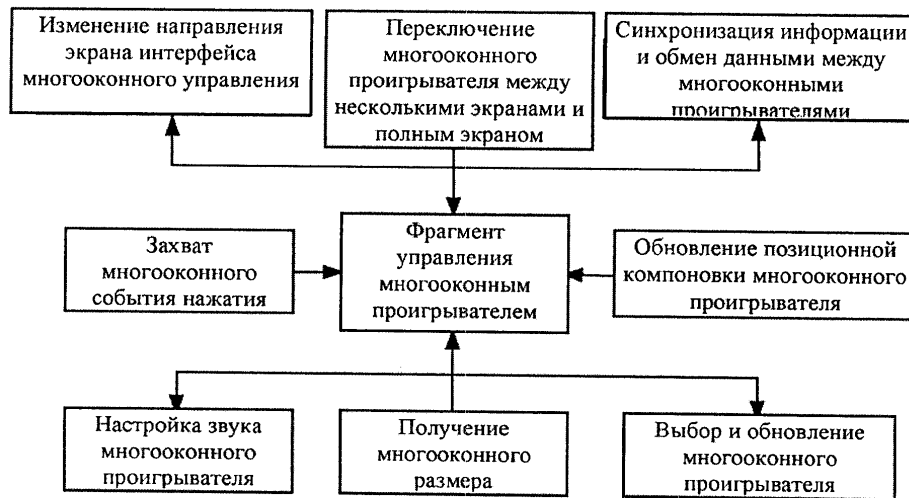 Изменение направления
экрана интерфейса
многооконного управления
Переключение
многооконного
проигрывателя между
несколькими экранами и
полным экраном
Синхронизация информации
и обмен данными между
многооконными
проигрывателями
Захват
многооконного
события нажатия
Фрагмент
управления
многооконным
проигрывателем
Обновление позиционной
компоновки многооконного
проигрывателя
Настройка звука
многооконного
проигрывателя
Получение
многооконного
размера
Выбор и обновление
многооконного
проигрывателя